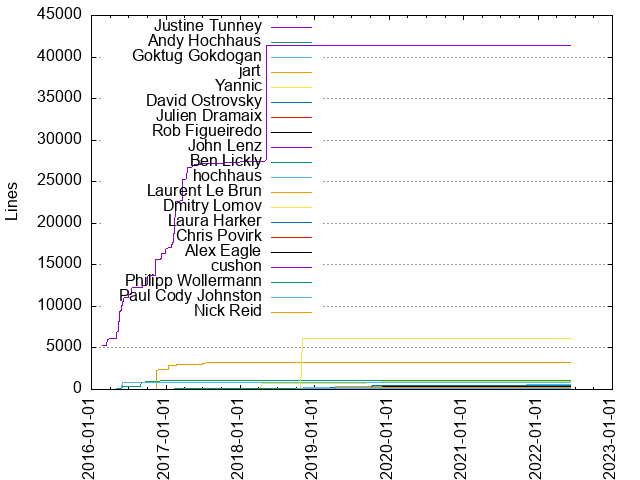 45000
40000
35000
30000
25000
20000
15000
10000
5000
0
Lines
Justine Tunney
Andy Hochhaus
Goktug Gokdogan
jart
Yannic
David Ostrovsky
Julien Dramaix
Rob Figueiredo
John Lenz
Ben Lickly
hochhaus
Laurent Le Brun
Dmitry Lomov
Laura Harker
Chris Povirk
Alex Eagle
cushon
Philipp Wollermann
Paul Cody Johnston
Nick Reid
2016-01-01
2017-01-01
2018-01-01
2019-01-01
2020-01-01
2021-01-01
2022-01-01
2023-01-01